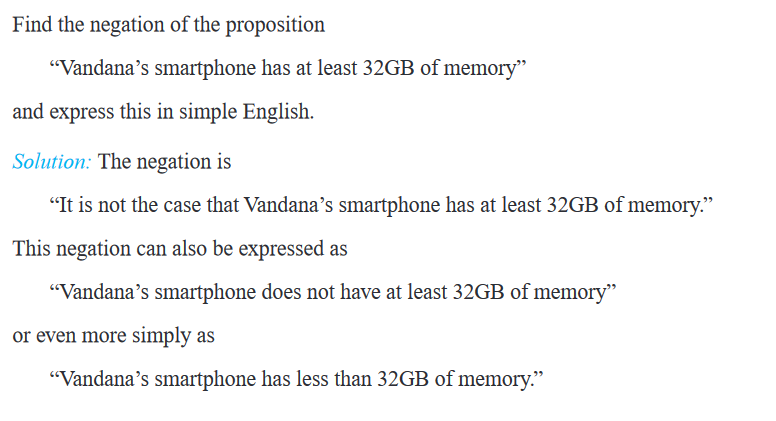 Find the negation of the proposition
“Vandana’s smartphone has at least 32GB of memory”
and express this in simple English.
Solution: The negation is
“It is not the case that Vandana’s smartphone has at least 32GB of memory.”
This negation can also be expressed as
“Vandana’s smartphone does not have at least 32GB of memory”
or even more simply as
“Vandana’s smartphone has less than 32GB of memory.”